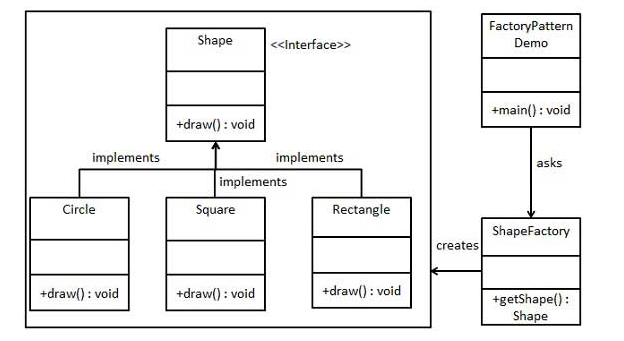 Shape
<<Interface>>
+draw() : void
implements
implements
implements
Circle
+draw() : void
Square
+draw() : void
Rectangle
+draw() : void
FactoryPattern
Demo
+main() : void
asks
ShapeFactory
+getShape() :
Shape
creates